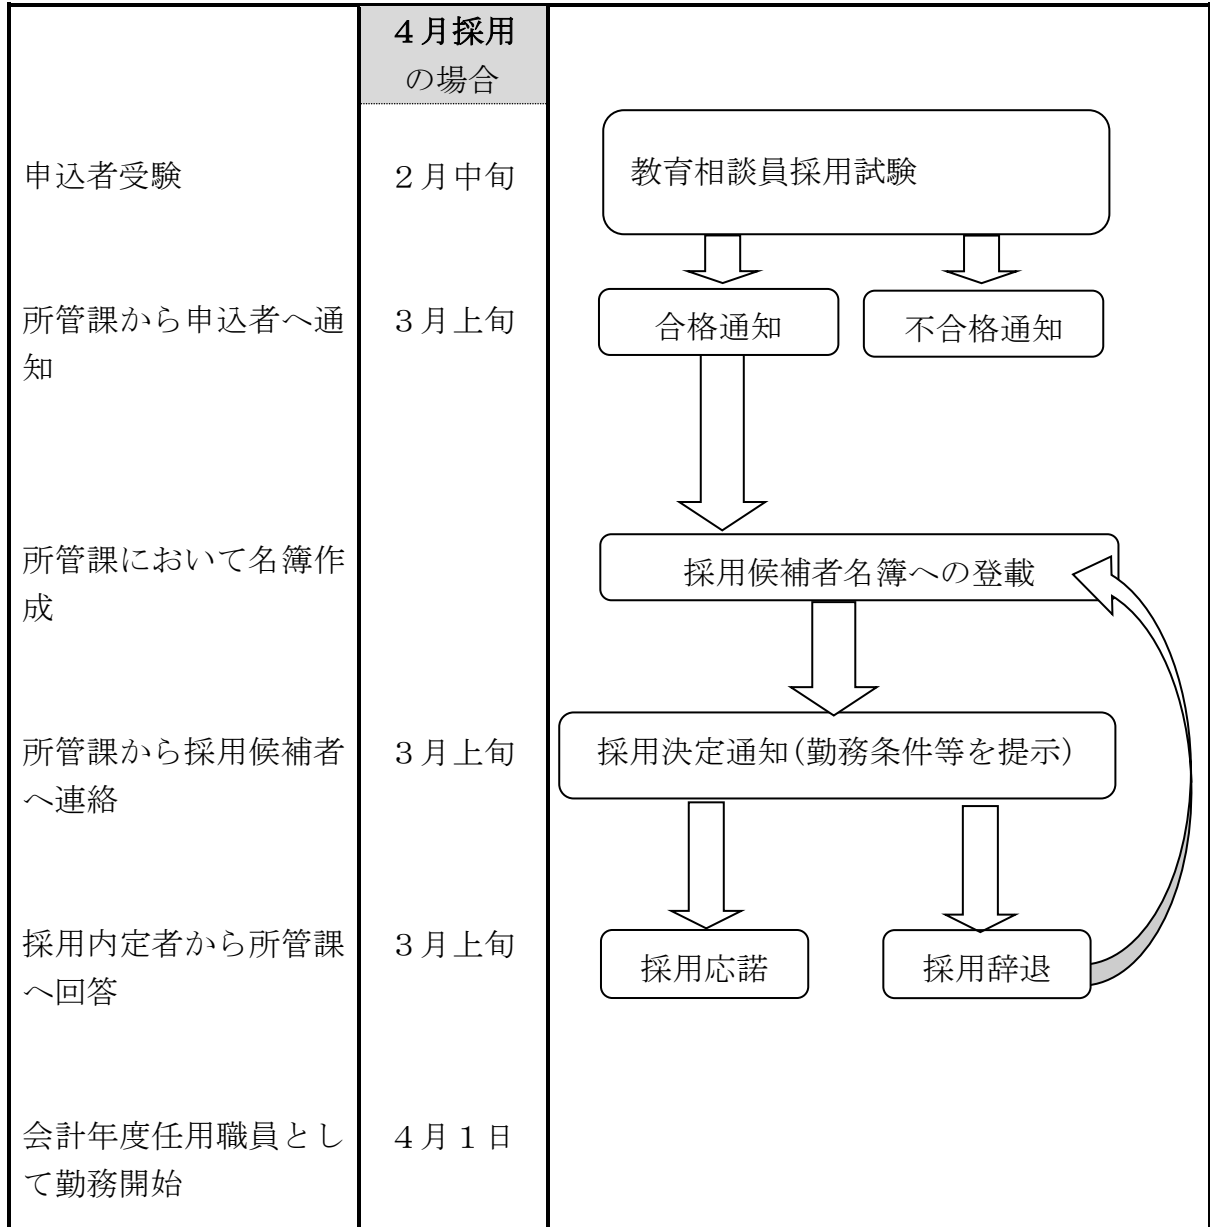 ４月採用
の場合
申込者受験
２月中旬
教育相談員採用試験
所管課から申込者へ通
知
３月上旬
合格通知
不合格通知
所管課において名簿作
成
採用候補者名簿への登載
所管課から採用候補者
へ連絡
３月上旬
採用決定通知(勤務条件等を提示)
採用内定者から所管課
へ回答
３月上旬
採用応諾
採用辞退
会計年度任用職員とし
て勤務開始
４月１日